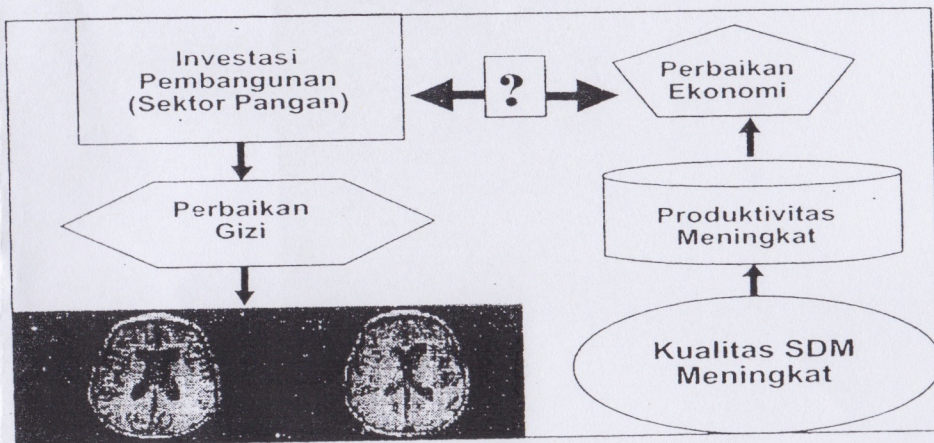 Investasi
Pembangunan
(Sektor Pangan)
?
Perbaikan
Ekonomi
Perbaikan
Gizi
Produktivitas
Meningkat
Kualitas SDM
Meningkat